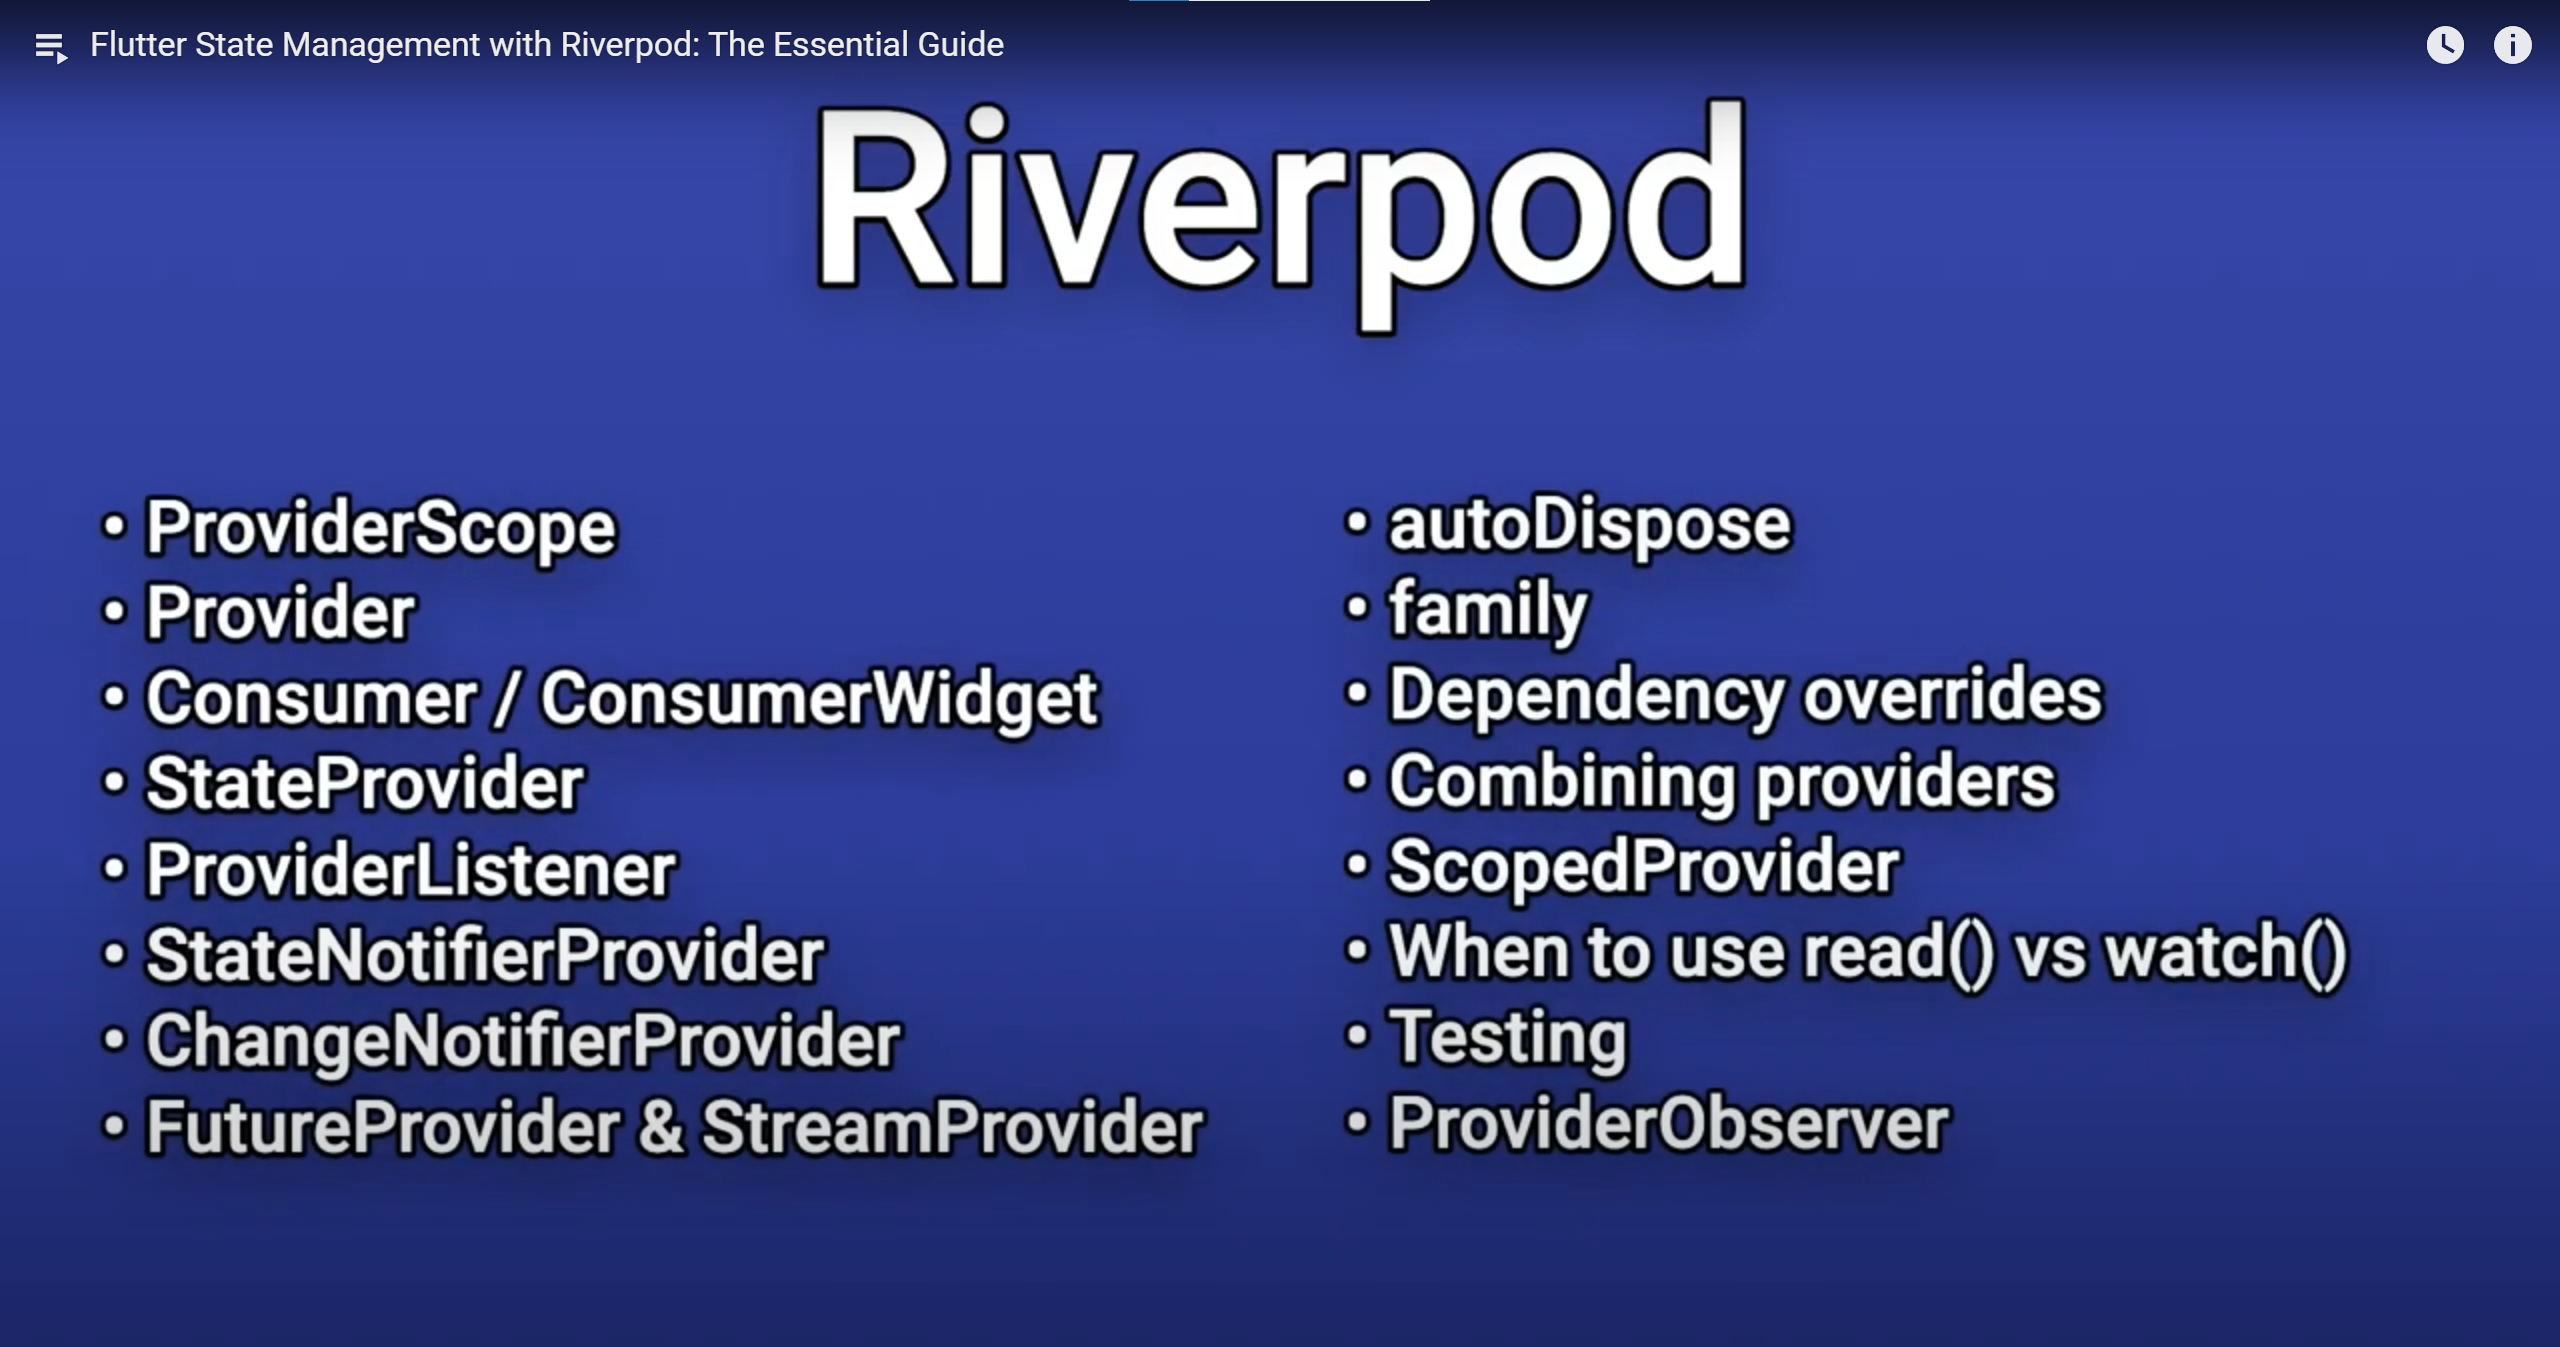 Flutter State Management with Riverpod: The Essential Guide
Riverpod
• ProviderScope
• Provider
• Consumer / ConsumerWidget
• StateProvider
• ProviderListener
• StateNotifierProvider
• ChangeNotifierProvider
• FutureProvider & StreamProvider
• autoDispose
• family
• Dependency overrides
• Combining providers
• ScopedProvider
• When to use read() vs watch()
• Testing
• ProviderObserver